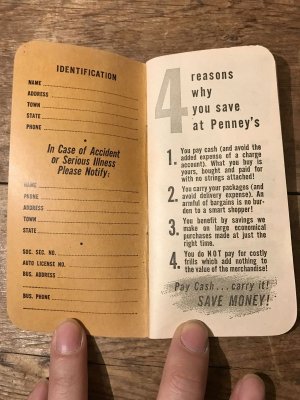 IDENTIFICATION
NAME
ADDRESS
TOWN
STATE
PHONE
In Case of Accident
or Serious Illness
Please Notify:
NAME
PHONE
ADDRESS
TOWN
STATE
SOC. SEC. NO.
AUTO LICENSE NO.
BUS. ADDRESS
BUS. PHONE
4 reasons
why
you save
at Penney's
1. You pay cash (and avoid the
added expense of a charge
account). What you buy is
yours, bought and paid for
with no strings attached!
2. You carry your packages (and
avoid delivery expense). An
armful of bargains is no bur-
den to a smart shopper!
3. You benefit by savings we
make on large economical
purchases made at just the
right time.
4. You do NOT pay for costly
frills which add nothing to
the value of the merchandise!
Pay Cash...carry it!
SAVE MONEY!